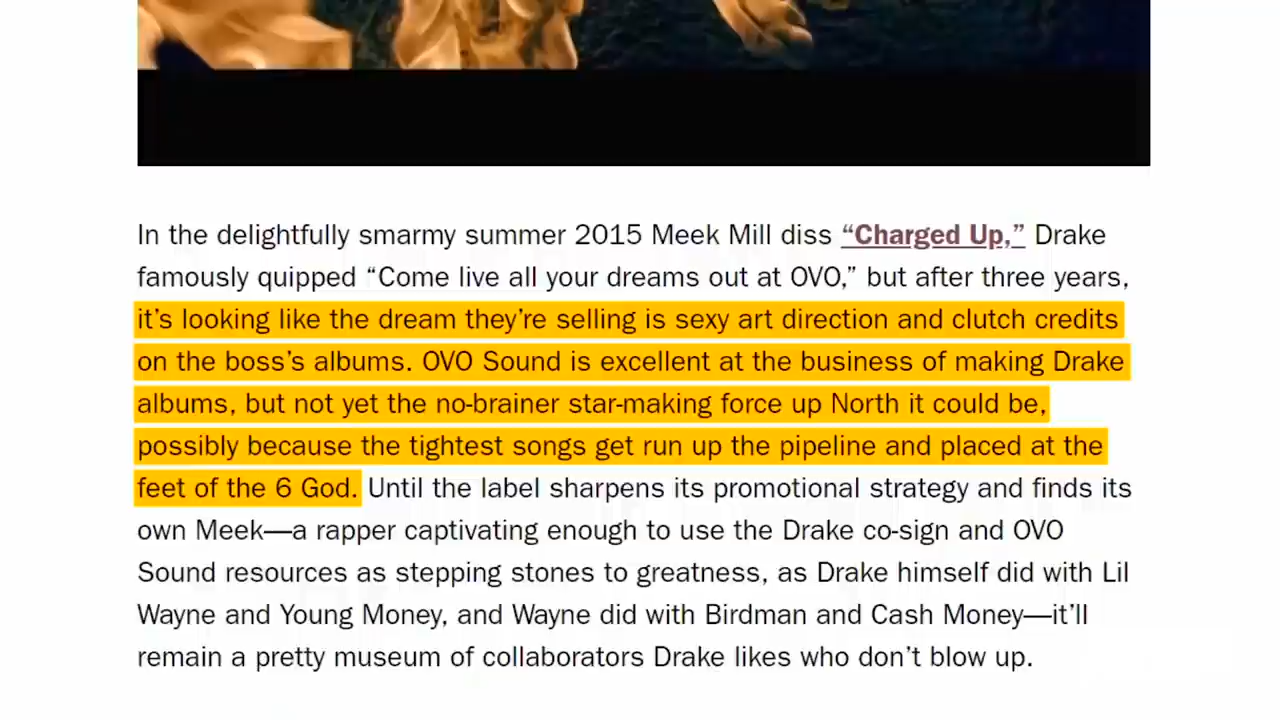 In the delightfully smarmy summer 2015 Meek Mill diss “Charged Up,” Drake
famously quipped “Come live all your dreams out at OVO,” but after three years,
it’s looking like the dream they’re selling is sexy art direction and clutch credits
on the boss’s albums. OVO Sound is excellent at the business of making Drake
albums, but not yet the no-brainer star-making force up North it could be,
possibly because the tightest songs get run up the pipeline and placed at the
feet of the 6 God. Until the label sharpens its promotional strategy and finds its
own Meek—a rapper captivating enough to use the Drake co-sign and OVO
Sound resources as stepping stones to greatness, as Drake himself did with Lil
Wayne and Young Money, and Wayne did with Birdman and Cash Money—it’ll
remain a pretty museum of collaborators Drake likes who don’t blow up.